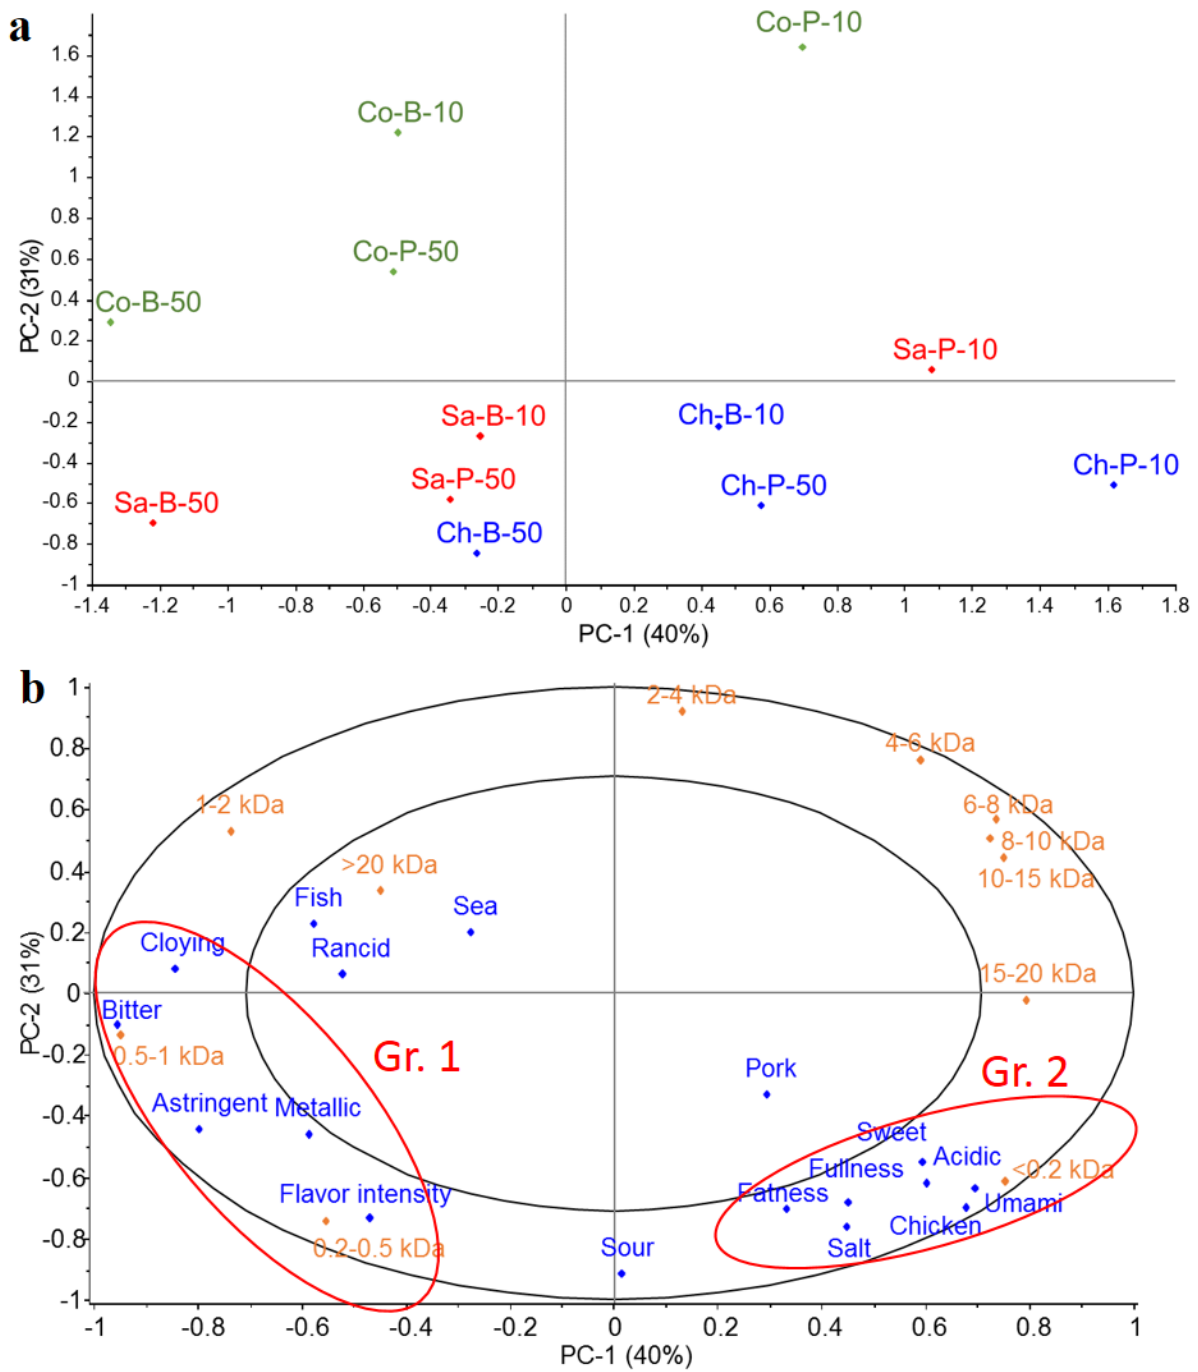 a
Co-P-10
1.6
1.4
Co-B-10
1.2
1
0.8
Co-P-50
0.6
Co-B-50
0.4
PC-2 (31%)
Sa-P-10
0.2
0
Sa-B-10
Ch-B-10
-0.2
Ch-P-10
-0.4
Sa-P-50
Ch-P-50
Sa-B-50
-0.6
Ch-B-50
-0.8
-1
-1.4 -1.2 -1 -0.8 -0.6 -0.4 -0.2 0 0.2 0.4 0.6 0.8 1 1.2 1.4 1.6 1.8
PC-1 (40%)
b
1
2-4 kDa
0.8
4-6 kDa
1-2 kDa
6-8 kDa
0.6
8-10 kDa
>20 kDa
10-15 kDa
0.4
Fish
Sea
0.2
Cloying
Rancid
PC-2 (31%)
15-20 kDa
0
Bitter
0.5-1 kDa
-0.2
Gr. 1
Pork
Gr. 2
Astringent
Metallic
-0.4
Sweet
Acidic
Fullness
<0.2 kDa
-0.6
Flavor intensity
Fatness
Umami
Chicken
-0.8
0.2-0.5 kDa
Sour
Salt
-1
-1 -0.8 -0.6 -0.4 -0.2 0 0.2 0.4 0.6 0.8 1
PC-1 (40%)